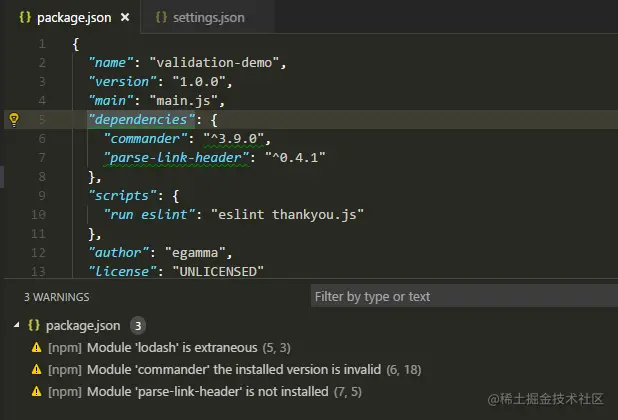 { } package.json × { } settings.json
1 {
2 "name": "validation-demo",
3 "version": "1.0.0",
4 "main": "main.js",
5 "dependencies": {
6 "commander": "^3.9.0",
7 "parse-link-header": "^0.4.1"
8 },
9 "scripts": {
10 "run eslint": "eslint thankyou.js"
11 },
12 "author": "egamma",
13 "license": "UNLICENSED"
3 WARNINGS Filter by type or text
{ } package.json 3
[npm] Module 'lodash' is extraneous (5, 3)
[npm] Module 'commander' the installed version is invalid (6, 18)
[npm] Module 'parse-link-header' is not installed (7, 5)
@稀土掘金技术社区